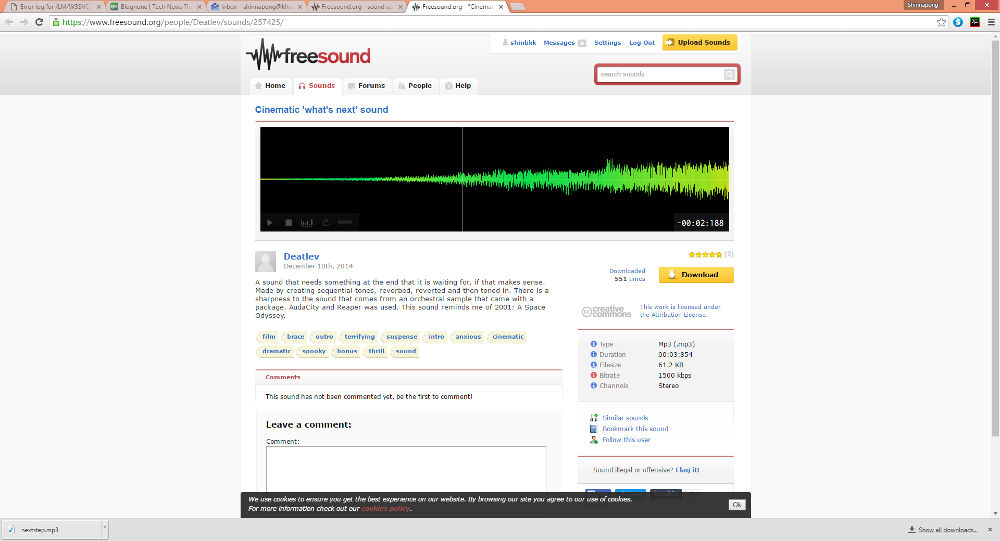 Error log for /LM/W3SVC/
Blognone | Tech News Tha
Inbox – shinnapong@klne
Freesound.org - sound se
Freesound.org - "Cinemat
Shinnapong
https://www.freesound.org/people/Deatlev/sounds/257425/
freesound
shinbkk
Messages 0
Settings
Log Out
Upload Sounds
search sounds
Home
Sounds
Forums
People
Help
Cinematic 'what's next' sound
-00:02:188
Deatlev
December 10th, 2014
(2)
Downloaded
551 times
Download
A sound that needs something at the end that it is waiting for, if that makes sense.
Made by creating sequential tones, reverbed, reverted and then toned in. There is a
sharpness to the sound that comes from an orchestral sample that came with a
package. AudaCity and Reaper was used. This sound reminds me of 2001: A Space
Odyssey.
cc creative commons
This work is licensed under
the Attribution License.
film brace outro terrifying suspense intro anxious cinematic
dramatic spooky bonus thrill sound
Type Mp3 (.mp3)
Duration 00:03:854
Filesize 61.2 KB
Bitrate 1500 kbps
Channels Stereo
Comments
This sound has not been commented yet, be the first to comment!
Leave a comment:
Comment:
Similar sounds
Bookmark this sound
Follow this user
Sound illegal or offensive? Flag it!
We use cookies to ensure you get the best experience on our website. By browsing our site you agree to our use of cookies.
For more information check out our cookies policy.
Ok
nextstep.mp3
Show all downloads...